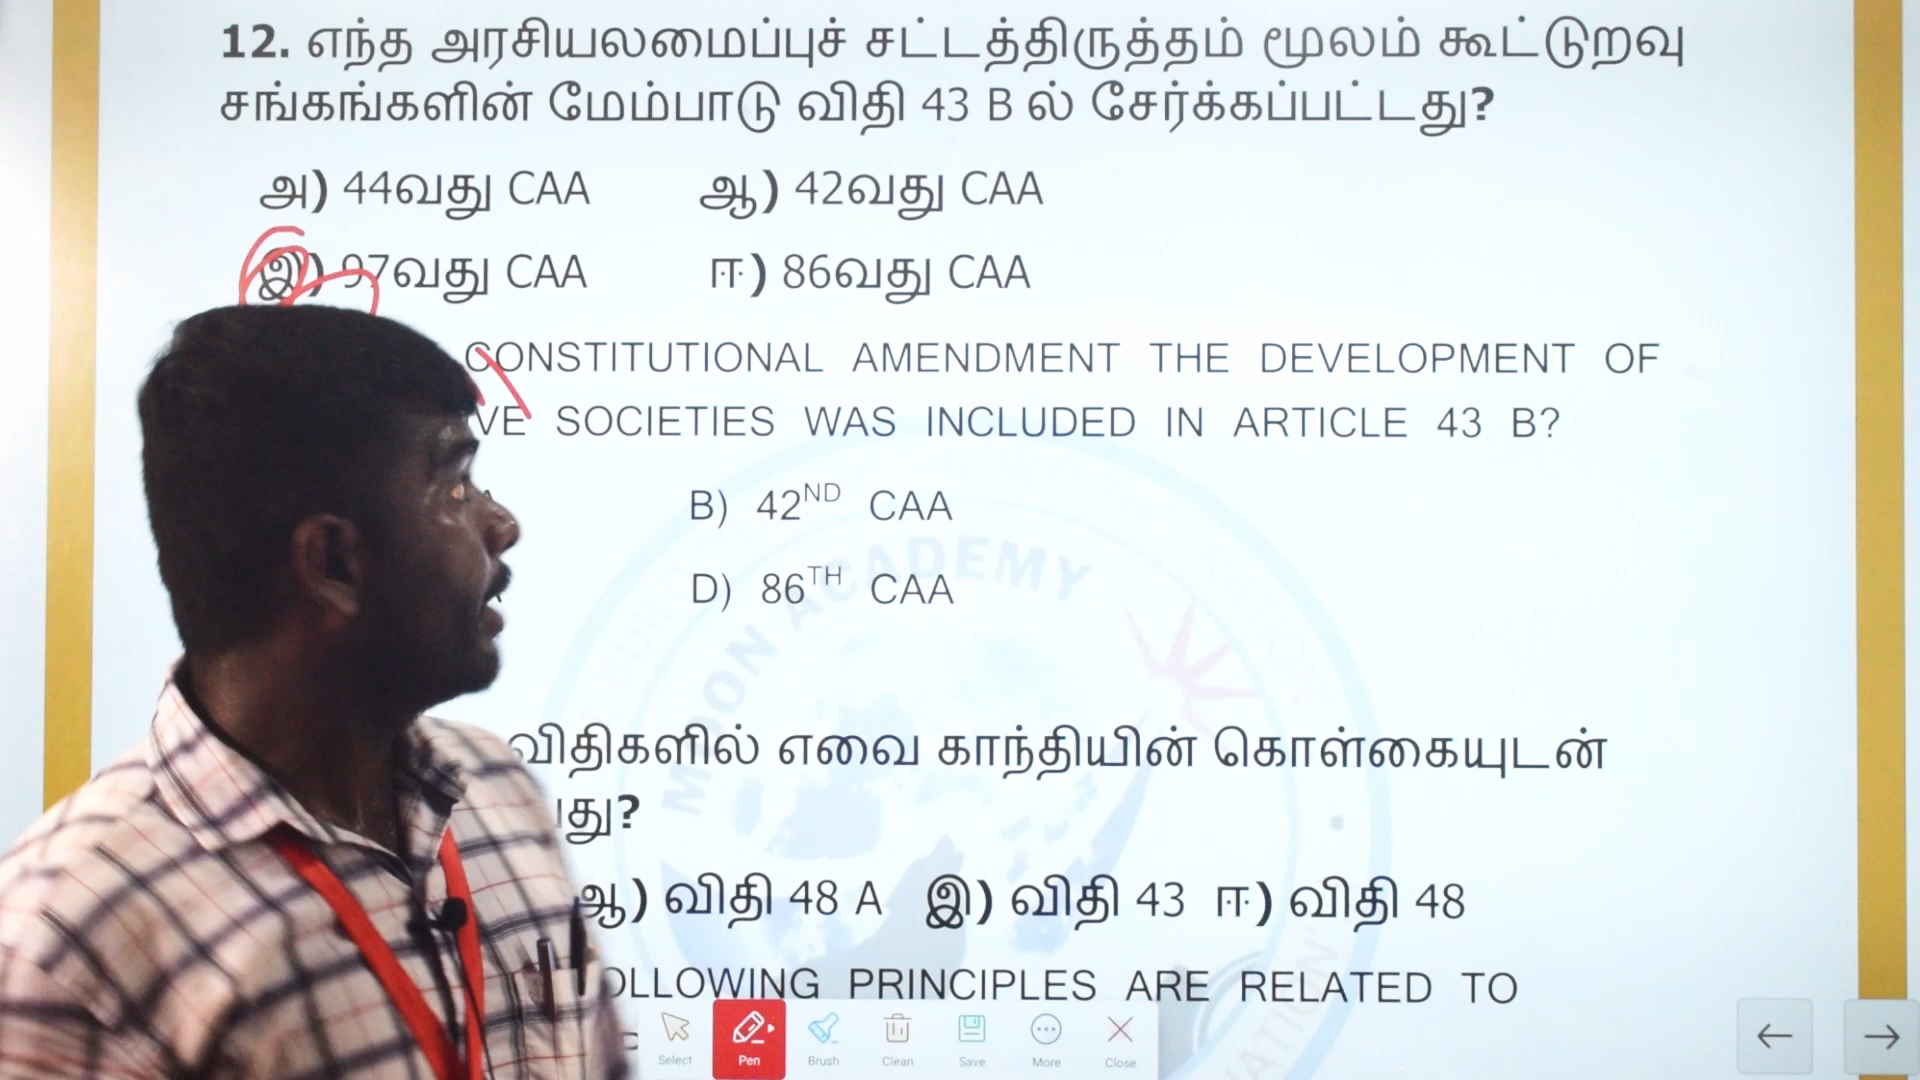 12. எந்த அரசியலமைப்புச் சட்டத்திருத்தம் மூலம் கூட்டுறவு
சங்கங்களின் மேம்பாடு விதி 43 B ல் சேர்க்கப்பட்டது?
அ) 44வது CAA ஆ) 42வது CAA
இ) 97வது CAA ஈ) 86வது CAA
CONSTITUTIONAL AMENDMENT THE DEVELOPMENT OF
VE SOCIETIES WAS INCLUDED IN ARTICLE 43 B?
B) 42ND CAA
D) 86TH CAA
MOON ACADEMY
விதிகளில் எவை காந்தியின் கொள்கையுடன்
து?
ஆ) விதி 48 A இ) விதி 43 ஈ) விதி 48
OLLOWING PRINCIPLES ARE RELATED TO
Select Pen Brush Clean Save More Close